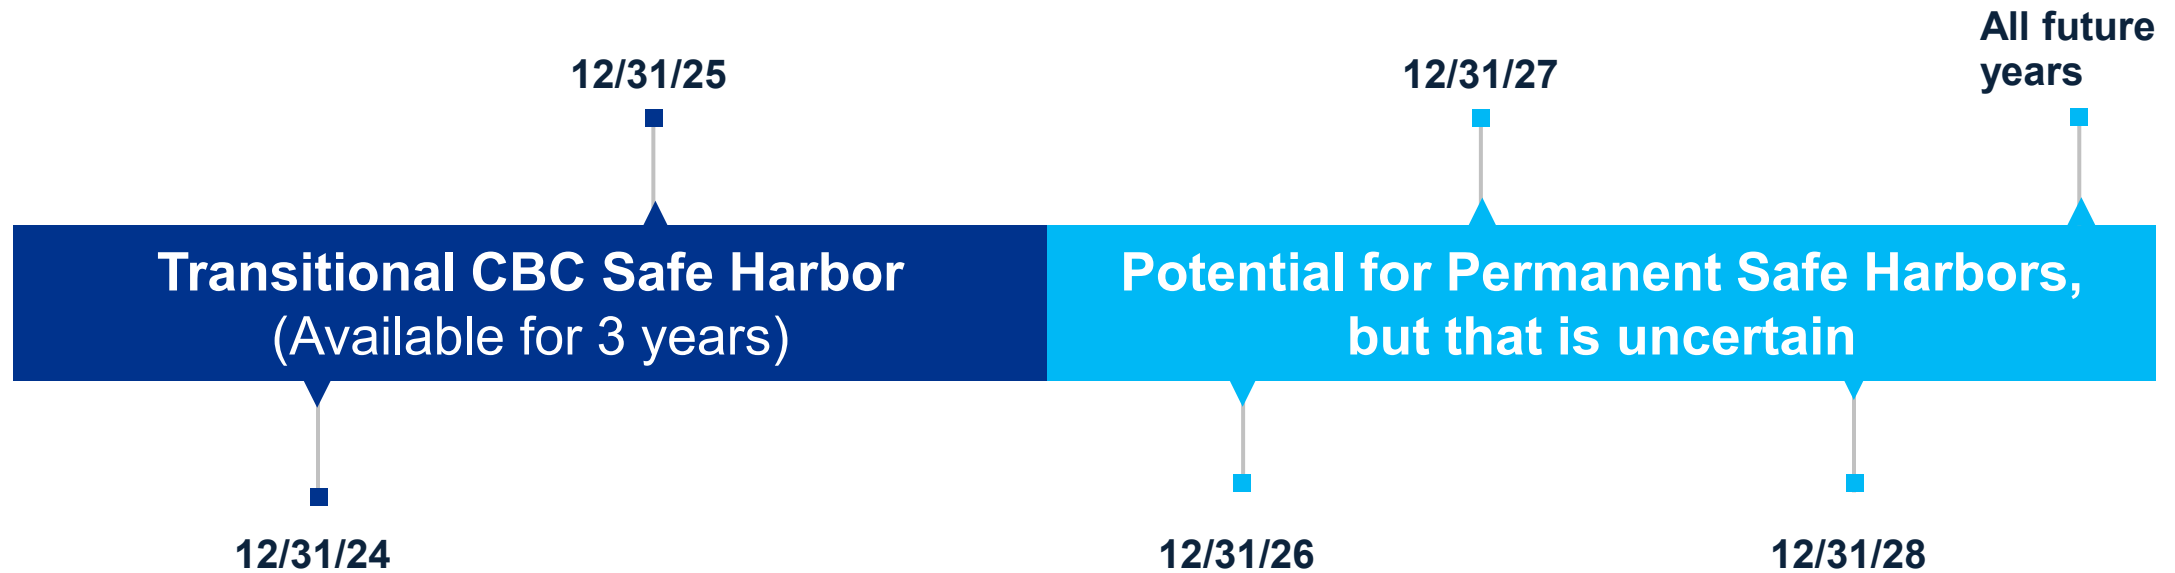 All future
years
12/31/25
12/31/27
Transitional CBC Safe Harbor
(Available for 3 years)
Potential for Permanent Safe Harbors,
but that is uncertain
12/31/24
12/31/26
12/31/28